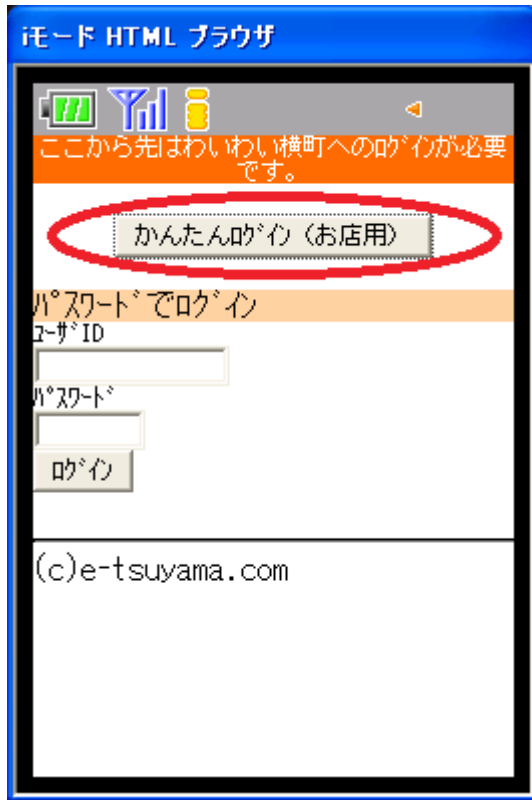 iモード HTML ブラウザ
ここから先はわいわい横町へのﾛｸﾞｲﾝが必要
です。
かんたんﾛｸﾞｲﾝ（お店用）
ﾊﾟｽﾜｰﾄﾞでﾛｸﾞｲﾝ
ﾕｰｻﾞID
ﾊﾟｽﾜｰﾄﾞ
ﾛｸﾞｲﾝ
(c)e-tsuyama.com